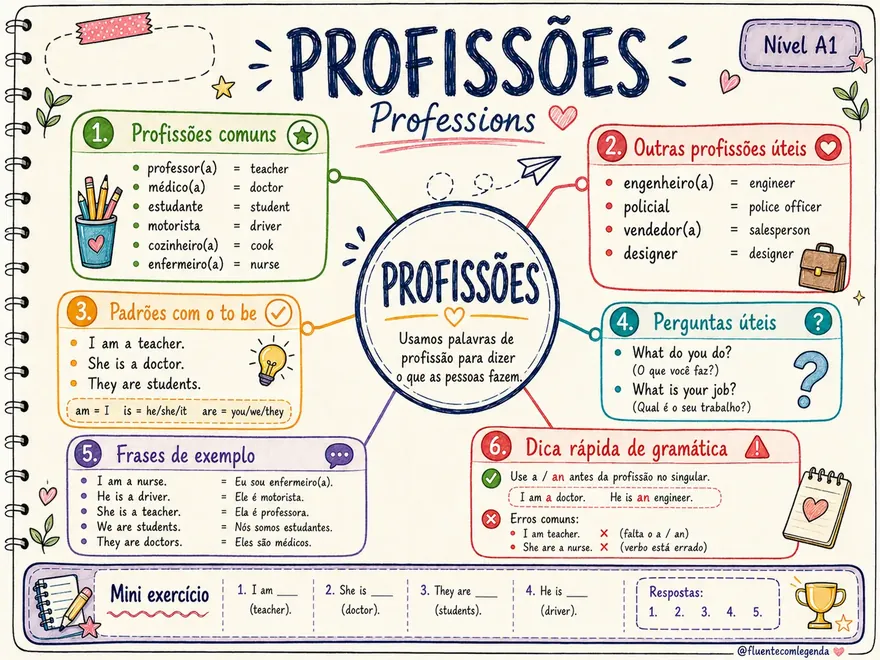 PROFISSÕES
Professions
Nível A1
1. Profissões comuns
professor(a) = teacher
médico(a) = doctor
estudante = student
motorista = driver
cozinheiro(a) = cook
enfermeiro(a) = nurse
2. Outras profissões úteis
engenheiro(a) = engineer
policial = police officer
vendedor(a) = salesperson
designer = designer
PROFISSÕES
Usamos palavras de
profissão para dizer
o que as pessoas fazem.
3. Padrões com o to be
I am a teacher.
She is a doctor.
They are students.
am = I is = he/she/it are = you/we/they
4. Perguntas úteis ?
What do you do?
(O que você faz?)
What is your job?
(Qual é o seu trabalho?)
?
5. Frases de exemplo
I am a nurse. = Eu sou enfermeiro(a).
He is a driver. = Ele é motorista.
She is a teacher. = Ela é professora.
We are students. = Nós somos estudantes.
They are doctors. = Eles são médicos.
6. Dica rápida de gramática !
Use a / an antes da profissão no singular.
I am a doctor. He is an engineer.
Erros comuns:
I am teacher. × (falta o a / an)
She are a nurse. × (verbo está errado)
Mini exercício
1. I am ____
(teacher).
2. She is ____
(doctor).
3. They are ____
(students).
4. He is ____
(driver).
Respostas:
1. 2. 3. 4. 5.
@fluentecomlegenda